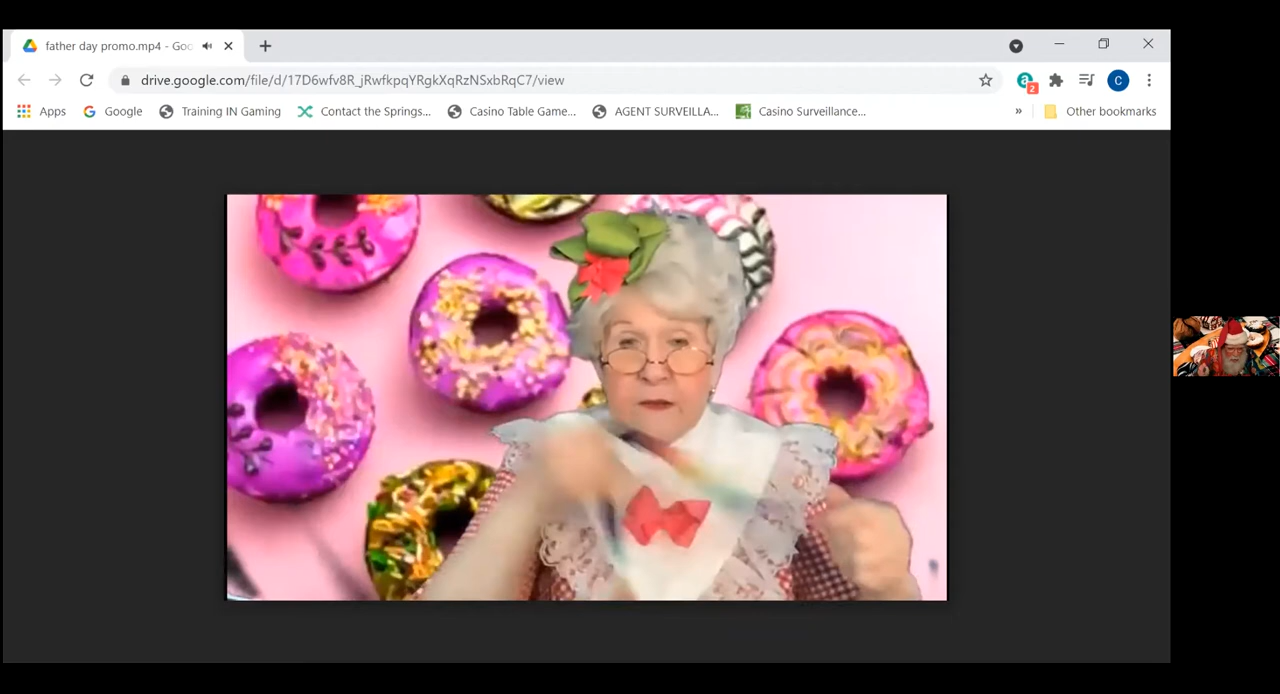 father day promo.mp4 - Goo
drive.google.com/file/d/17D6wfv8R_jRwfkpqYRgkXqRzNSxbRqC7/view
2
C
Apps
Google
Training IN Gaming
Contact the Springs...
Casino Table Game...
AGENT SURVEILLA...
Casino Surveillance...
»
Other bookmarks